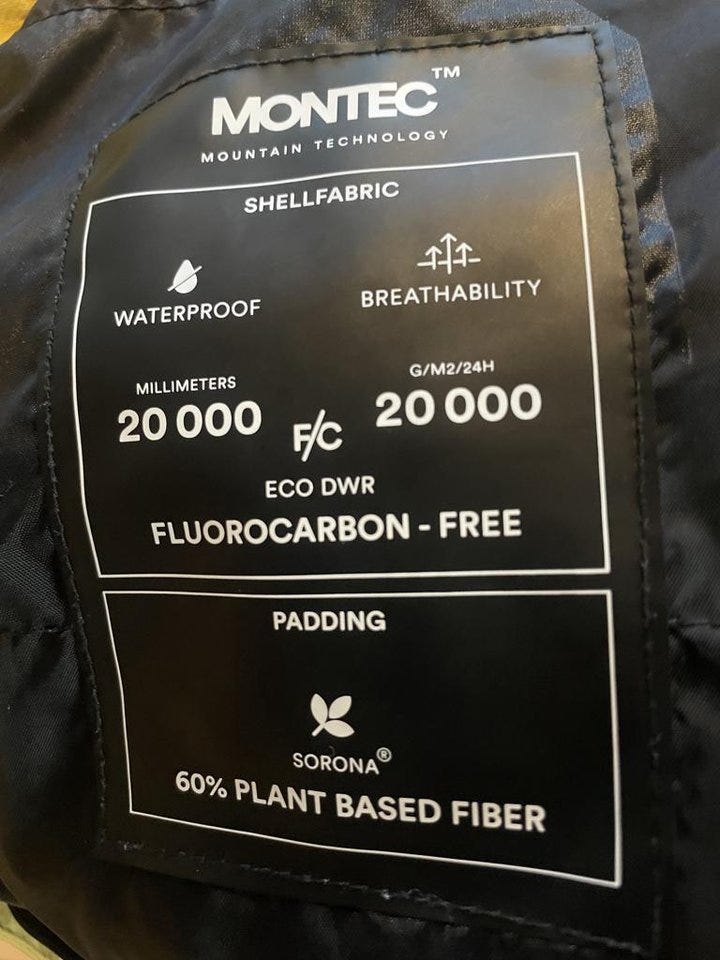 MONTEC™
MOUNTAIN TECHNOLOGY
SHELLFABRIC
WATERPROOF
BREATHABILITY
MILLIMETERS
20 000
G/M2/24H
20 000
F/C
ECO DWR
FLUOROCARBON - FREE
PADDING
SORONA®
60% PLANT BASED FIBER